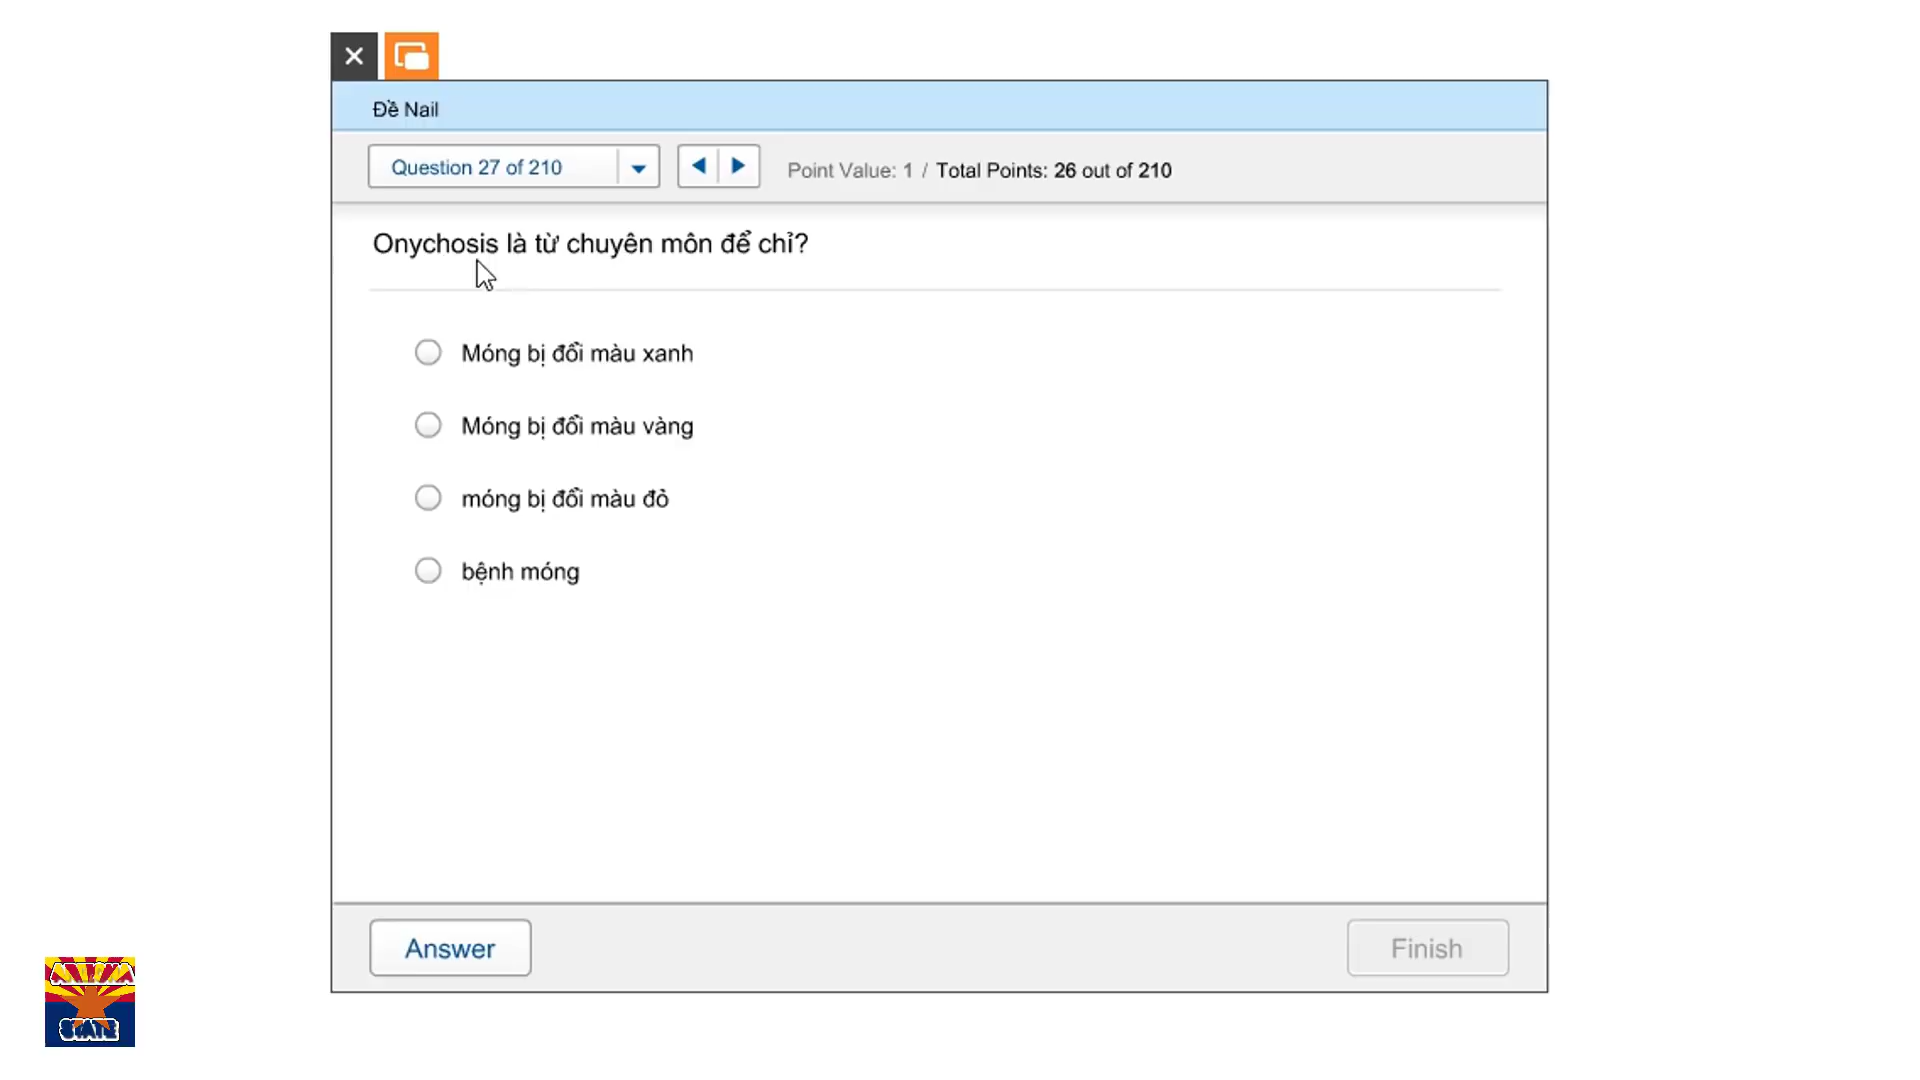 Đề Nail
Question 27 of 210
Point Value: 1 / Total Points: 26 out of 210
Onychosis là từ chuyên môn để chỉ?
Móng bị đổi màu xanh
Móng bị đổi màu vàng
móng bị đổi màu đỏ
bệnh móng
Answer
Finish
ARIZONA
STATE